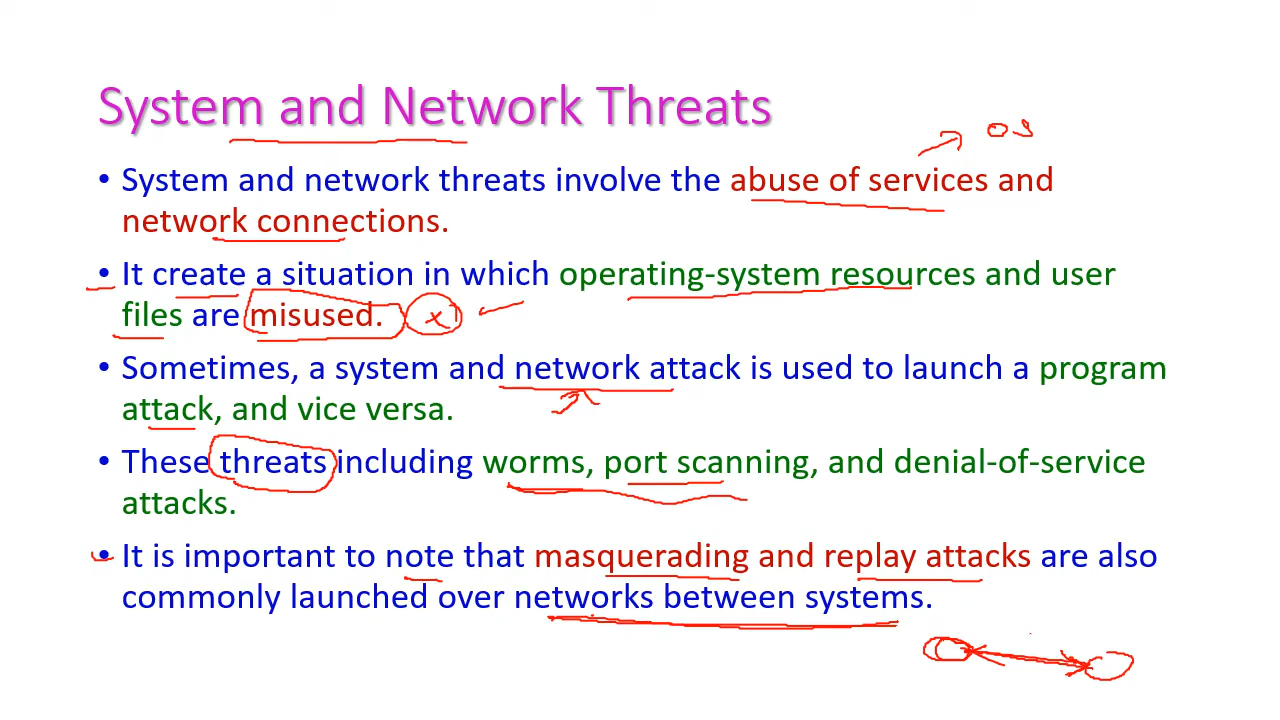 System and Network Threats
OS
• System and network threats involve the abuse of services and
network connections.
• It create a situation in which operating-system resources and user
files are misused.
• Sometimes, a system and network attack is used to launch a program
attack, and vice versa.
• These threats including worms, port scanning, and denial-of-service
attacks.
• It is important to note that masquerading and replay attacks are also
commonly launched over networks between systems.